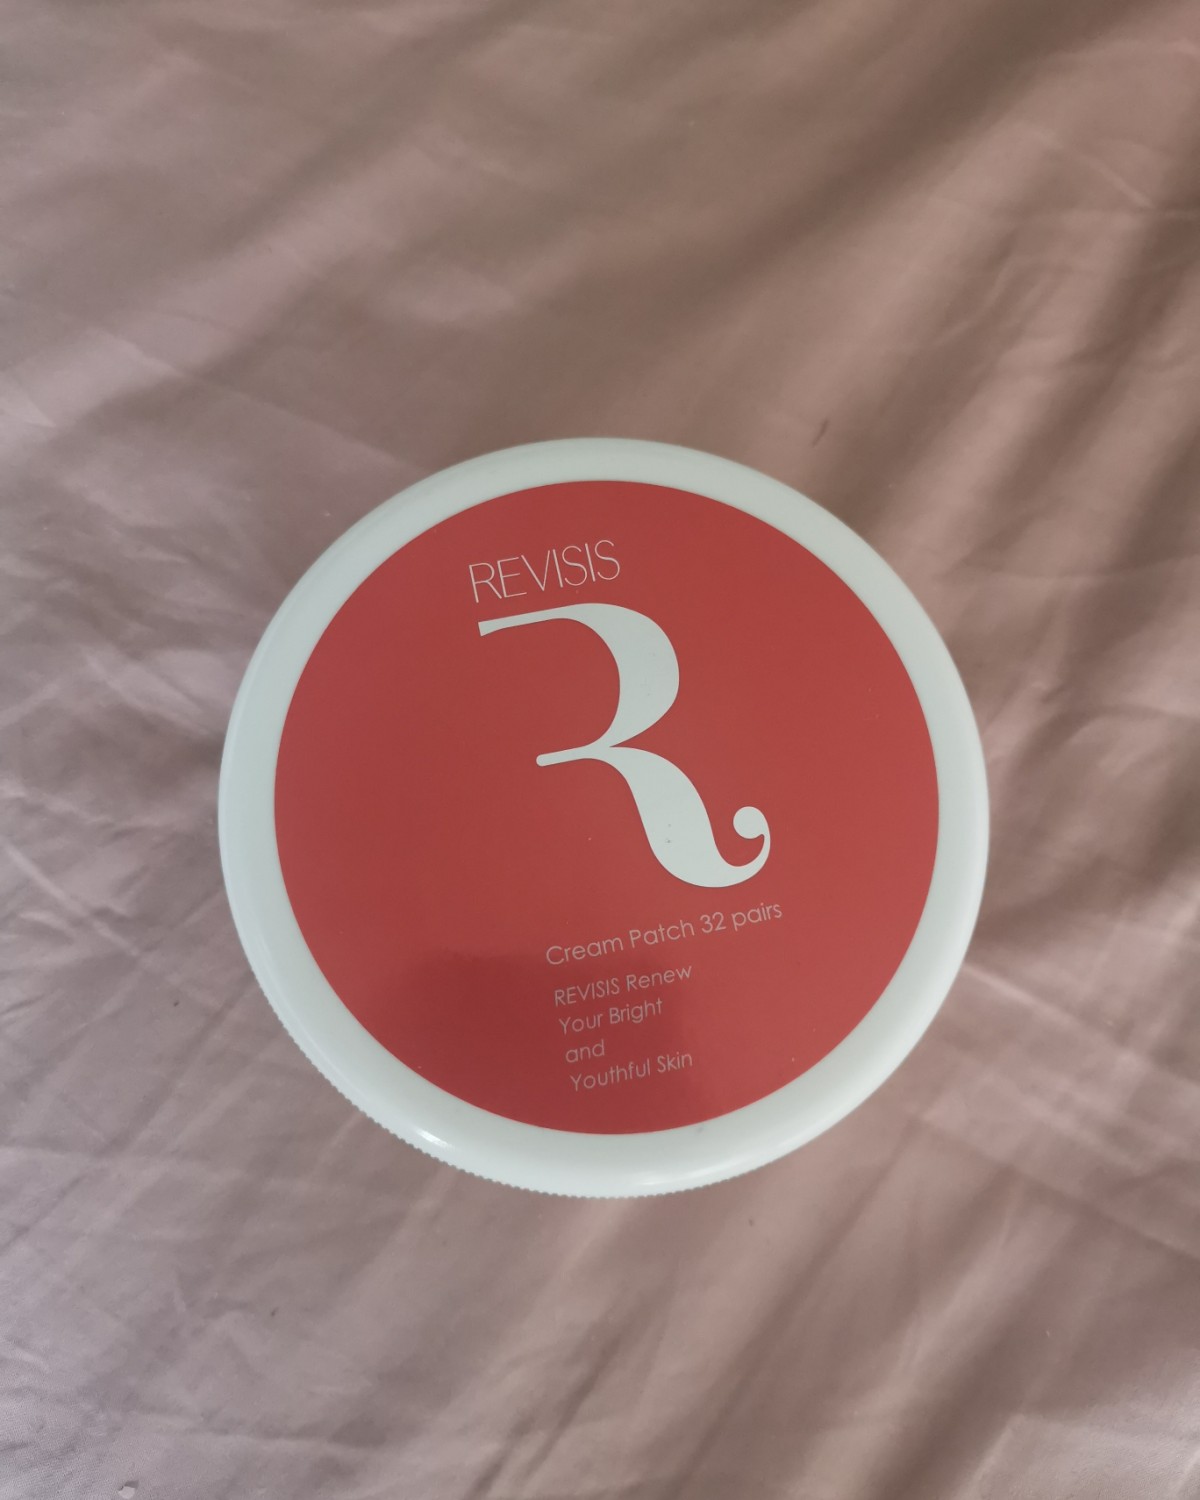 REVISIS
R
Cream Patch 32 pairs
REVISIS Renew
Your Bright
and
Youthful Skin